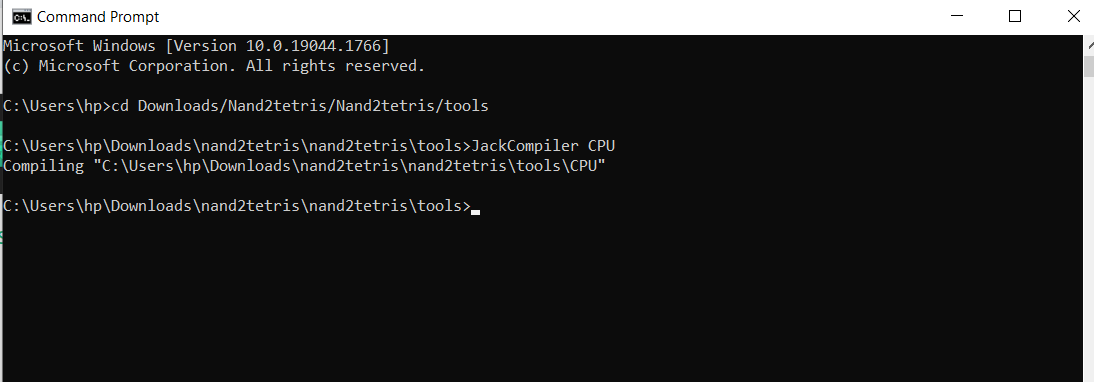 Command Prompt
Microsoft Windows [Version 10.0.19044.1766]
(c) Microsoft Corporation. All rights reserved.
C:\Users\hp>cd Downloads/Nand2tetris/Nand2tetris/tools
C:\Users\hp\Downloads\nand2tetris\nand2tetris\tools>JackCompiler CPU
Compiling "C:\Users\hp\Downloads\nand2tetris\nand2tetris\tools\CPU"
C:\Users\hp\Downloads\nand2tetris\nand2tetris\tools>